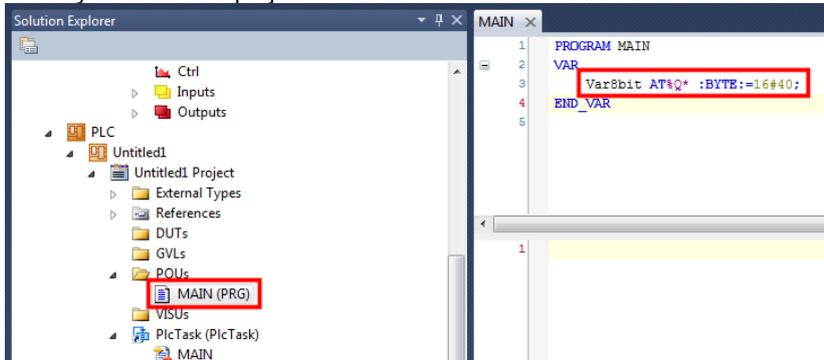 Solution Explorer
Ctrl
Inputs
Outputs
PLC
Untitled1
Untitled1 Project
External Types
References
DUTs
GVLs
POUs
MAIN (PRG)
VISUs
PlcTask (PlcTask)
MAIN
MAIN
1 PROGRAM MAIN
2 VAR
3 Var8bit AT%Q* :BYTE:=16#40;
4 END_VAR
5
1